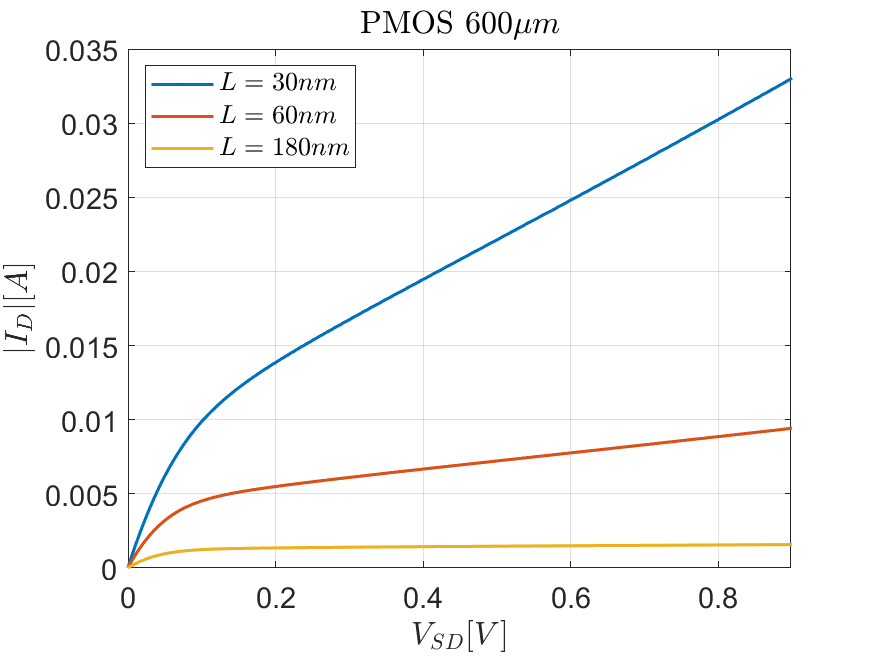 PMOS 600μm
0.035
0.03
0.025
0.02
0.015
0.01
0.005
0
L = 30nm
L = 60nm
L = 180nm
|I_D|[A]
0
0.2
0.4
0.6
0.8
V_SD[V]